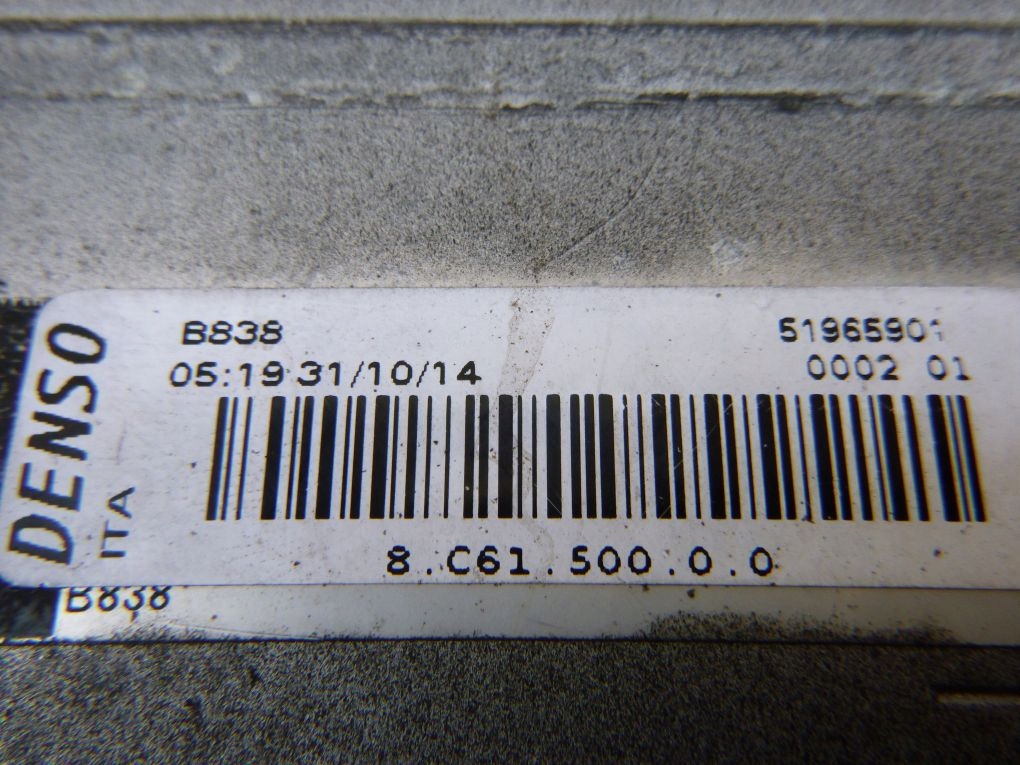 DENSO
ITA
B838
51965901
05:19 31/10/14
0002 01
8.C61.500.0.0
B838